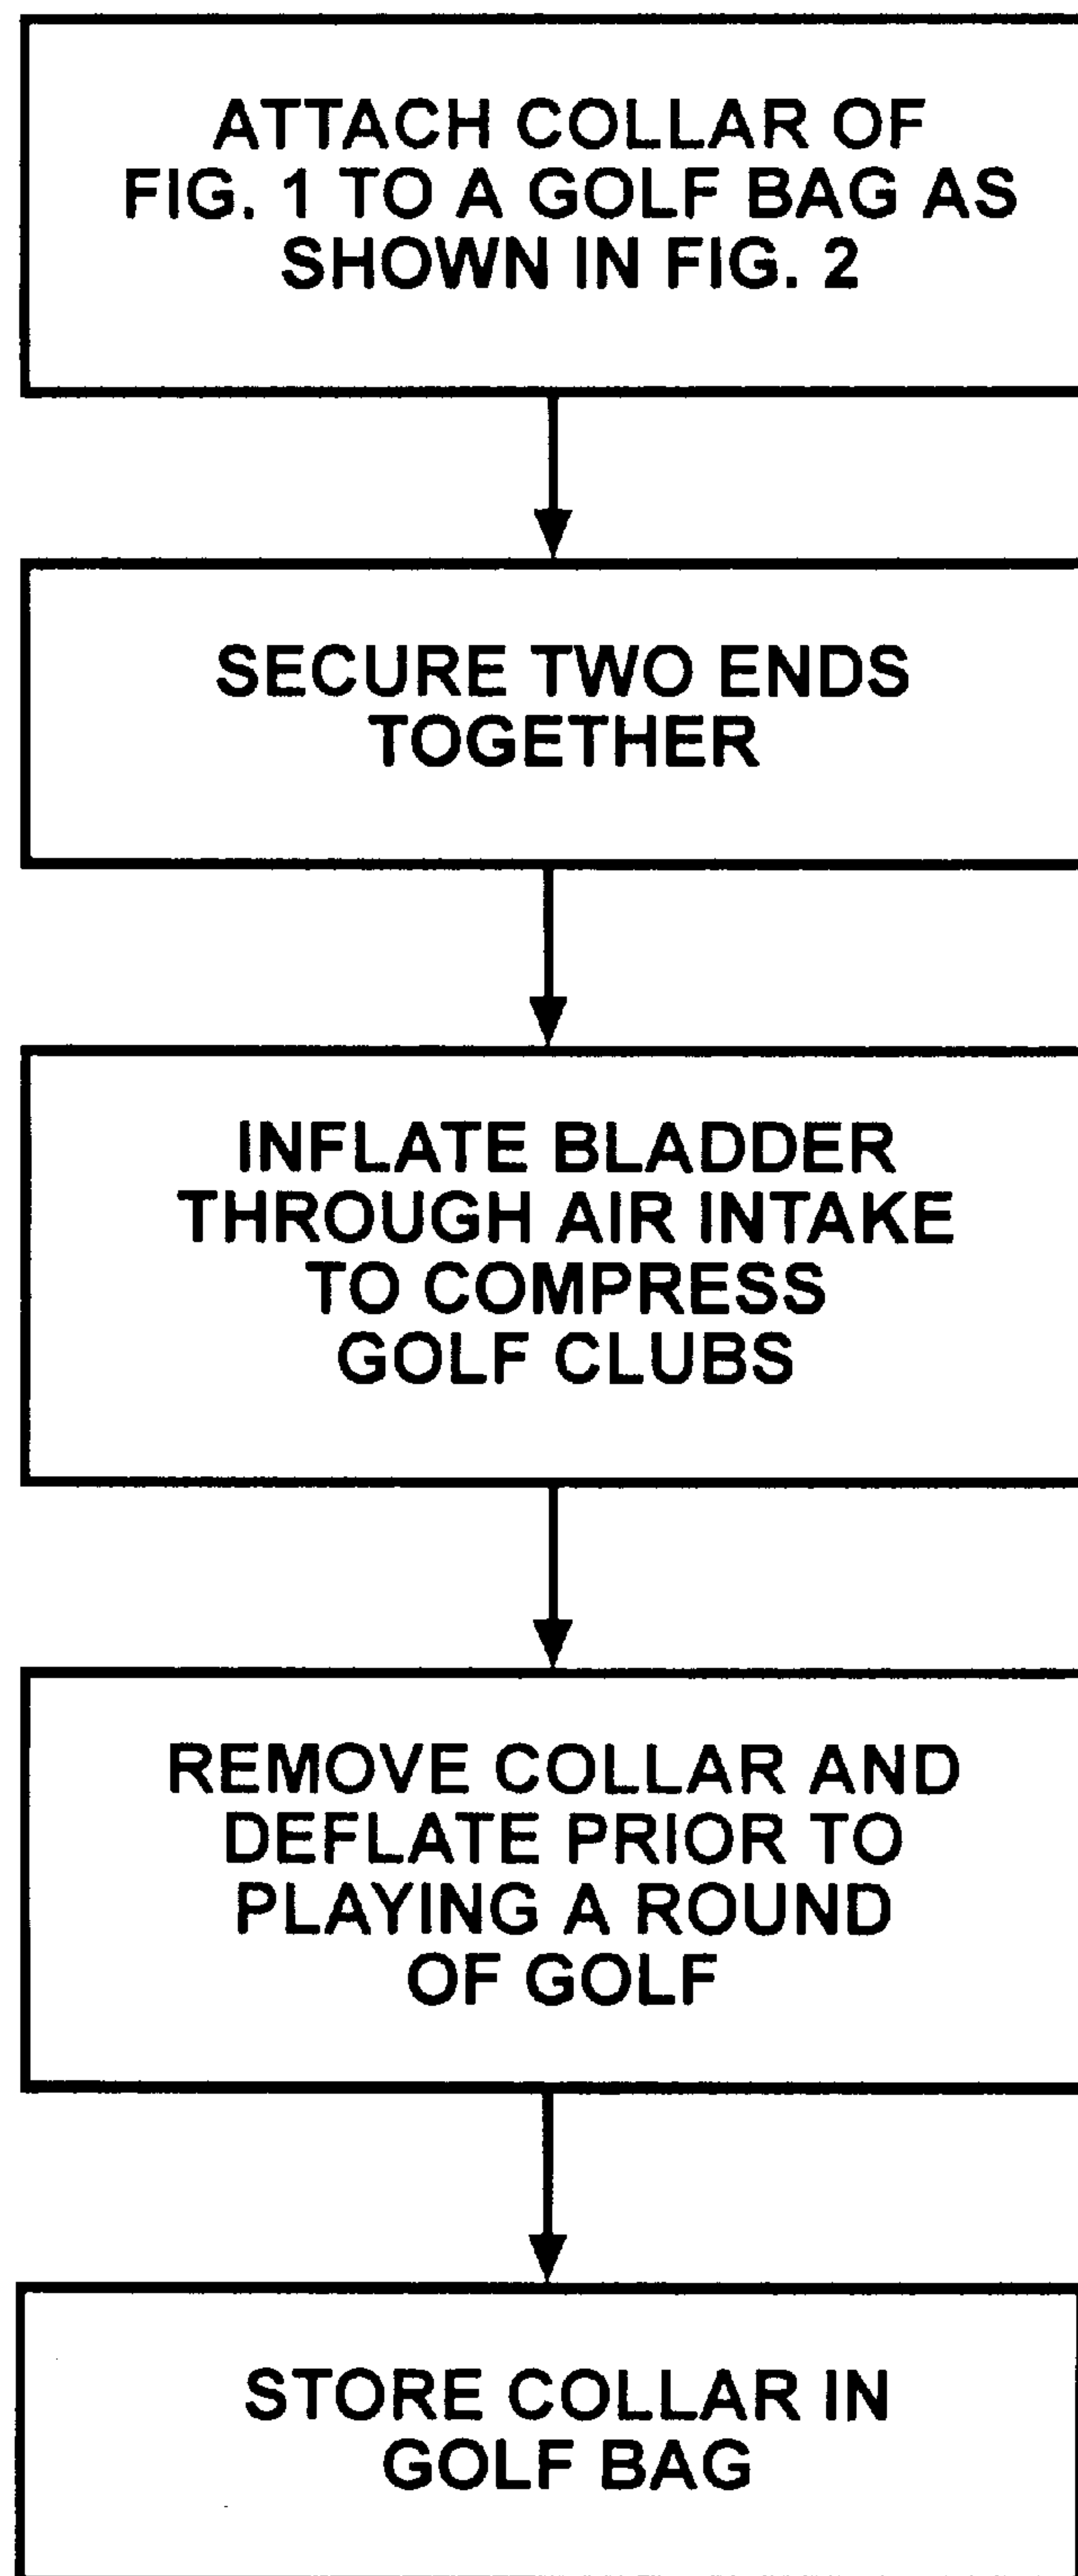 ATTACH COLLAR OF
FIG. 1 TO A GOLF BAG AS
SHOWN IN FIG. 2
SECURE TWO ENDS
TOGETHER
INFLATE BLADDER
THROUGH AIR INTAKE
TO COMPRESS
GOLF CLUBS
REMOVE COLLAR AND
DEFLATE PRIOR TO
PLAYING A ROUND
OF GOLF
STORE COLLAR IN
GOLF BAG